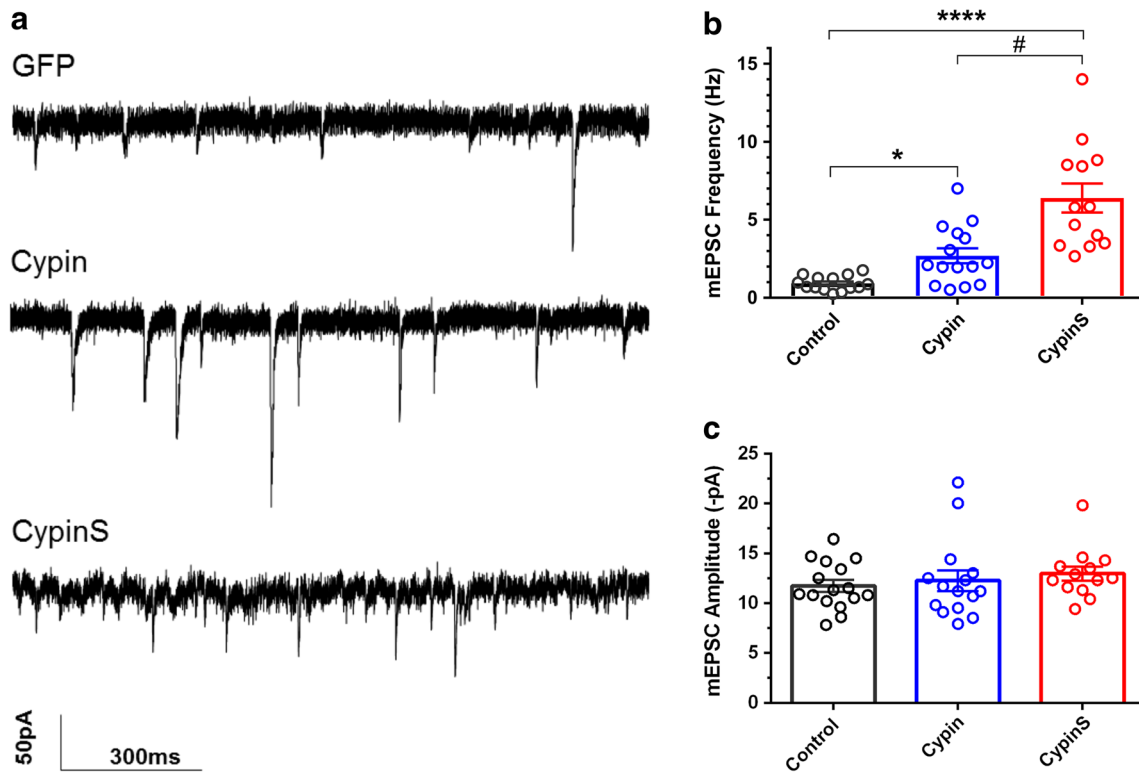 a
GFP
Cypin
CypinS
50pA
300ms
b
****
#
*
mEPSC Frequency (Hz)
15
10
5
0
Control
Cypin
CypinS
c
mEPSC Amplitude (-pA)
25
20
15
10
5
0
Control
Cypin
CypinS